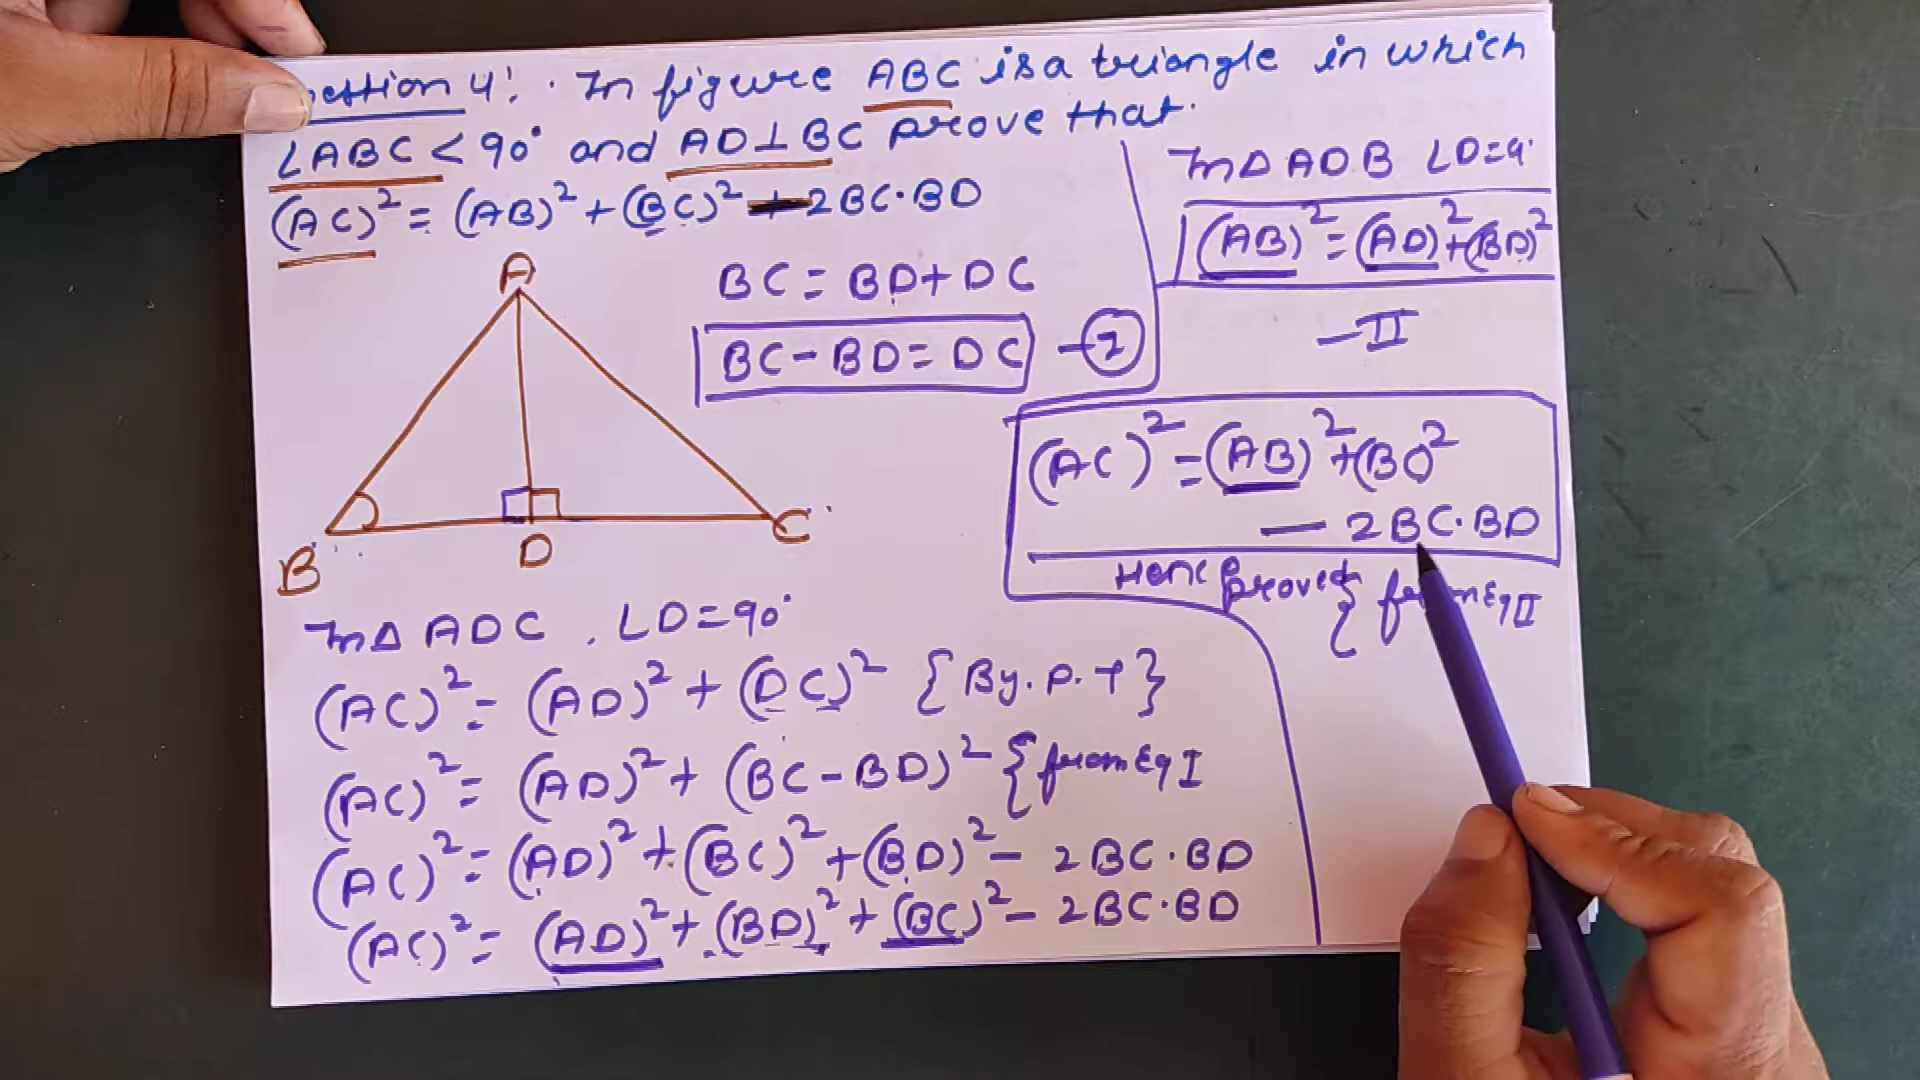 estion 4: In figure ABC is a triangle in which
∠ABC < 90° and AD⊥BC prove that.
(AC)² = (AB)² + (BC)² - 2BC·BD
A
B
D
C
BC = BD + DC
BC - BD = DC - 1
In Δ ADC, ∠D = 90°
(AC)² = (AD)² + (DC)² {By. P. T}
(AC)² = (AD)² + (BC - BD)² {from Eq I
(AC)² = (AD)² + (BC)² + (BD)² - 2BC·BD
(AC)² = (AD)² + (BD)² + (BC)² - 2BC·BD
In Δ ADB ∠D = 9
(AB)² = (AD)² + (BD)²
- II
(AC)² = (AB)² + (BC)²
- 2BC·BD
Hence proved { from Eq II